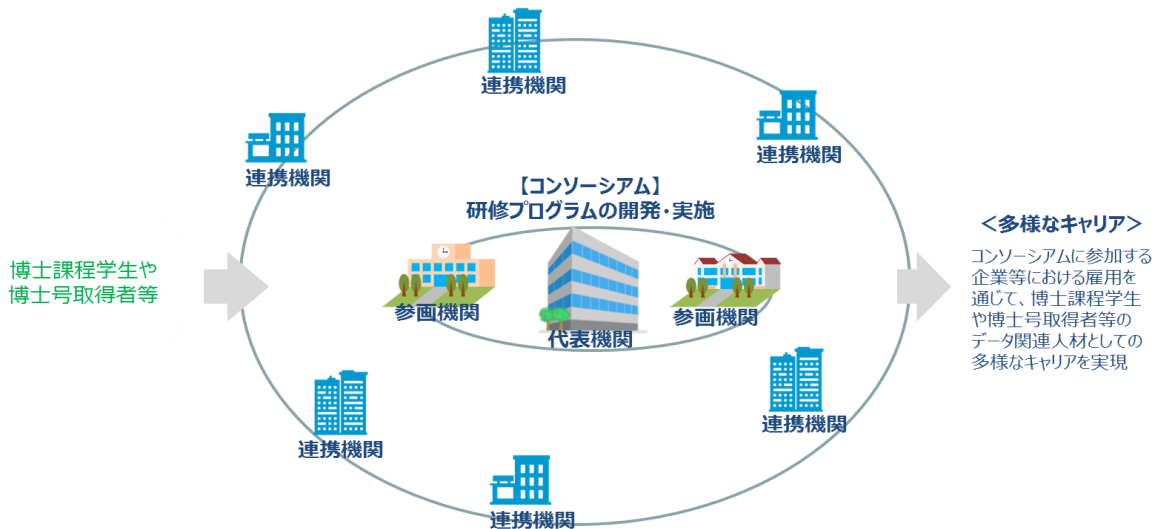 連携機関
連携機関
連携機関
【コンソーシアム】
研修プログラムの開発・実施
博士課程学生や
博士号取得者等
参画機関
代表機関
参画機関
<多様なキャリア>
コンソーシアムに参加する
企業等における雇用を
通じて、博士課程学生
や博士号取得者等の
データ関連人材としての
多様なキャリアを実現
連携機関
連携機関
連携機関